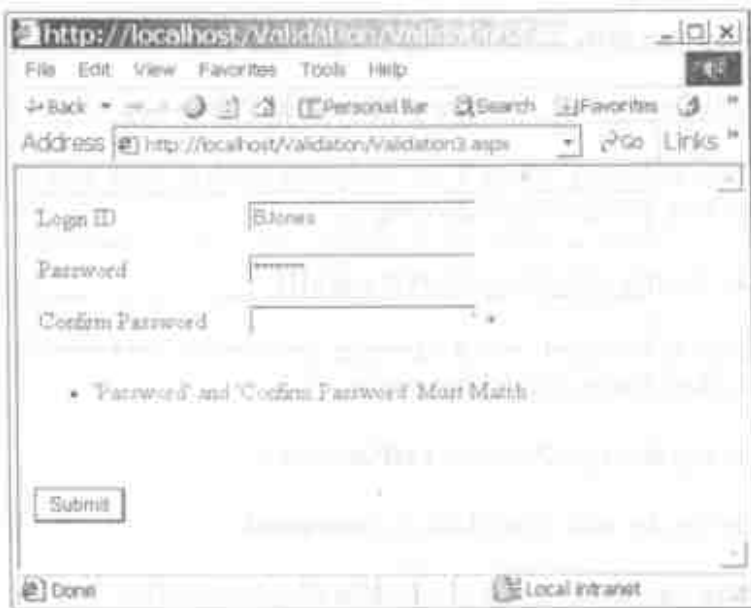 http://localhost/Validation/
File Edit View Favorites Tools Help
Back Personal Bar Search Favorites »
Address http://localhost/Validation/Validation3.aspx Go Links »
Login ID BJones
Password *******
Confirm Password *
• 'Password' and 'Confirm Password' Must Match
Submit
Done Local intranet